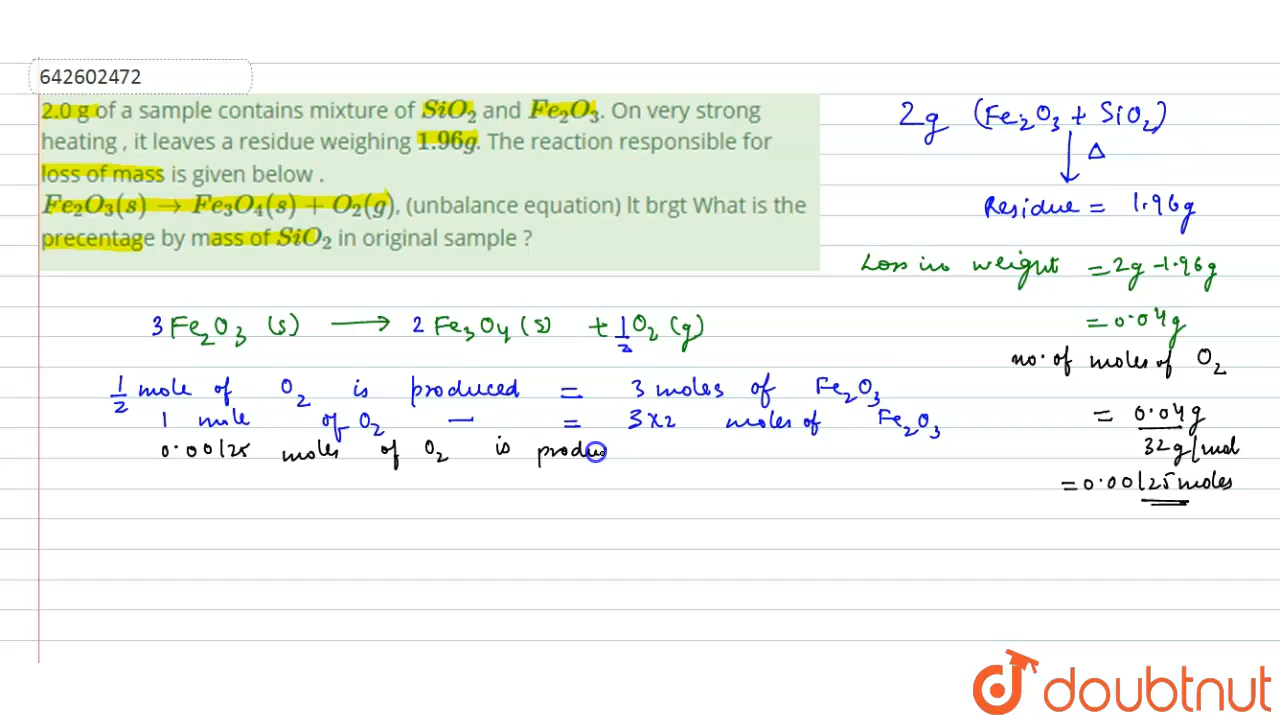 642602472
2.0 g of a sample contains mixture of SiO₂ and Fe₂O₃. On very strong
heating , it leaves a residue weighing 1.96g. The reaction responsible for
loss of mass is given below .
Fe₂O₃(s) → Fe₃O₄(s) + O₂(g), (unbalance equation) It brgt What is the
precentage by mass of SiO₂ in original sample ?
2g (Fe₂O₃ + SiO₂)
Δ
Residue = 1.96g
Loss in weight = 2g - 1.96g
= 0.04g
no. of moles of O₂
= 0.04g
32g/mol
= 0.00125 moles
3Fe₂O₃ (s) → 2 Fe₃O₄ (s) + 1/2 O₂ (g)
1/2 mole of O₂ is produced = 3 moles of Fe₂O₃
1 mole of O₂ — = 3×2 moles of Fe₂O₃
0.00125 moles of O₂ is produ
doubtnut